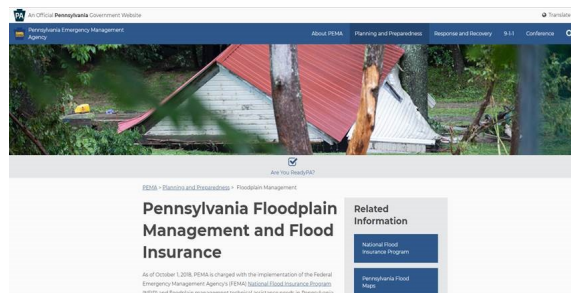 PA An Official Pennsylvania Government Website
Translate
Pennsylvania Emergency Management
Agency
About PEMA Planning and Preparedness Response and Recovery 9-1-1 Conference
Are You ReadyPA?
PEMA > Planning and Preparedness > Floodplain Management
Pennsylvania Floodplain
Management and Flood
Insurance
As of October 1, 2018, PEMA is charged with the implementation of the Federal
Emergency Management Agency's (FEMA) National Flood Insurance Program
Related
Information
National Flood
Insurance Program
Pennsylvania Flood
Maps